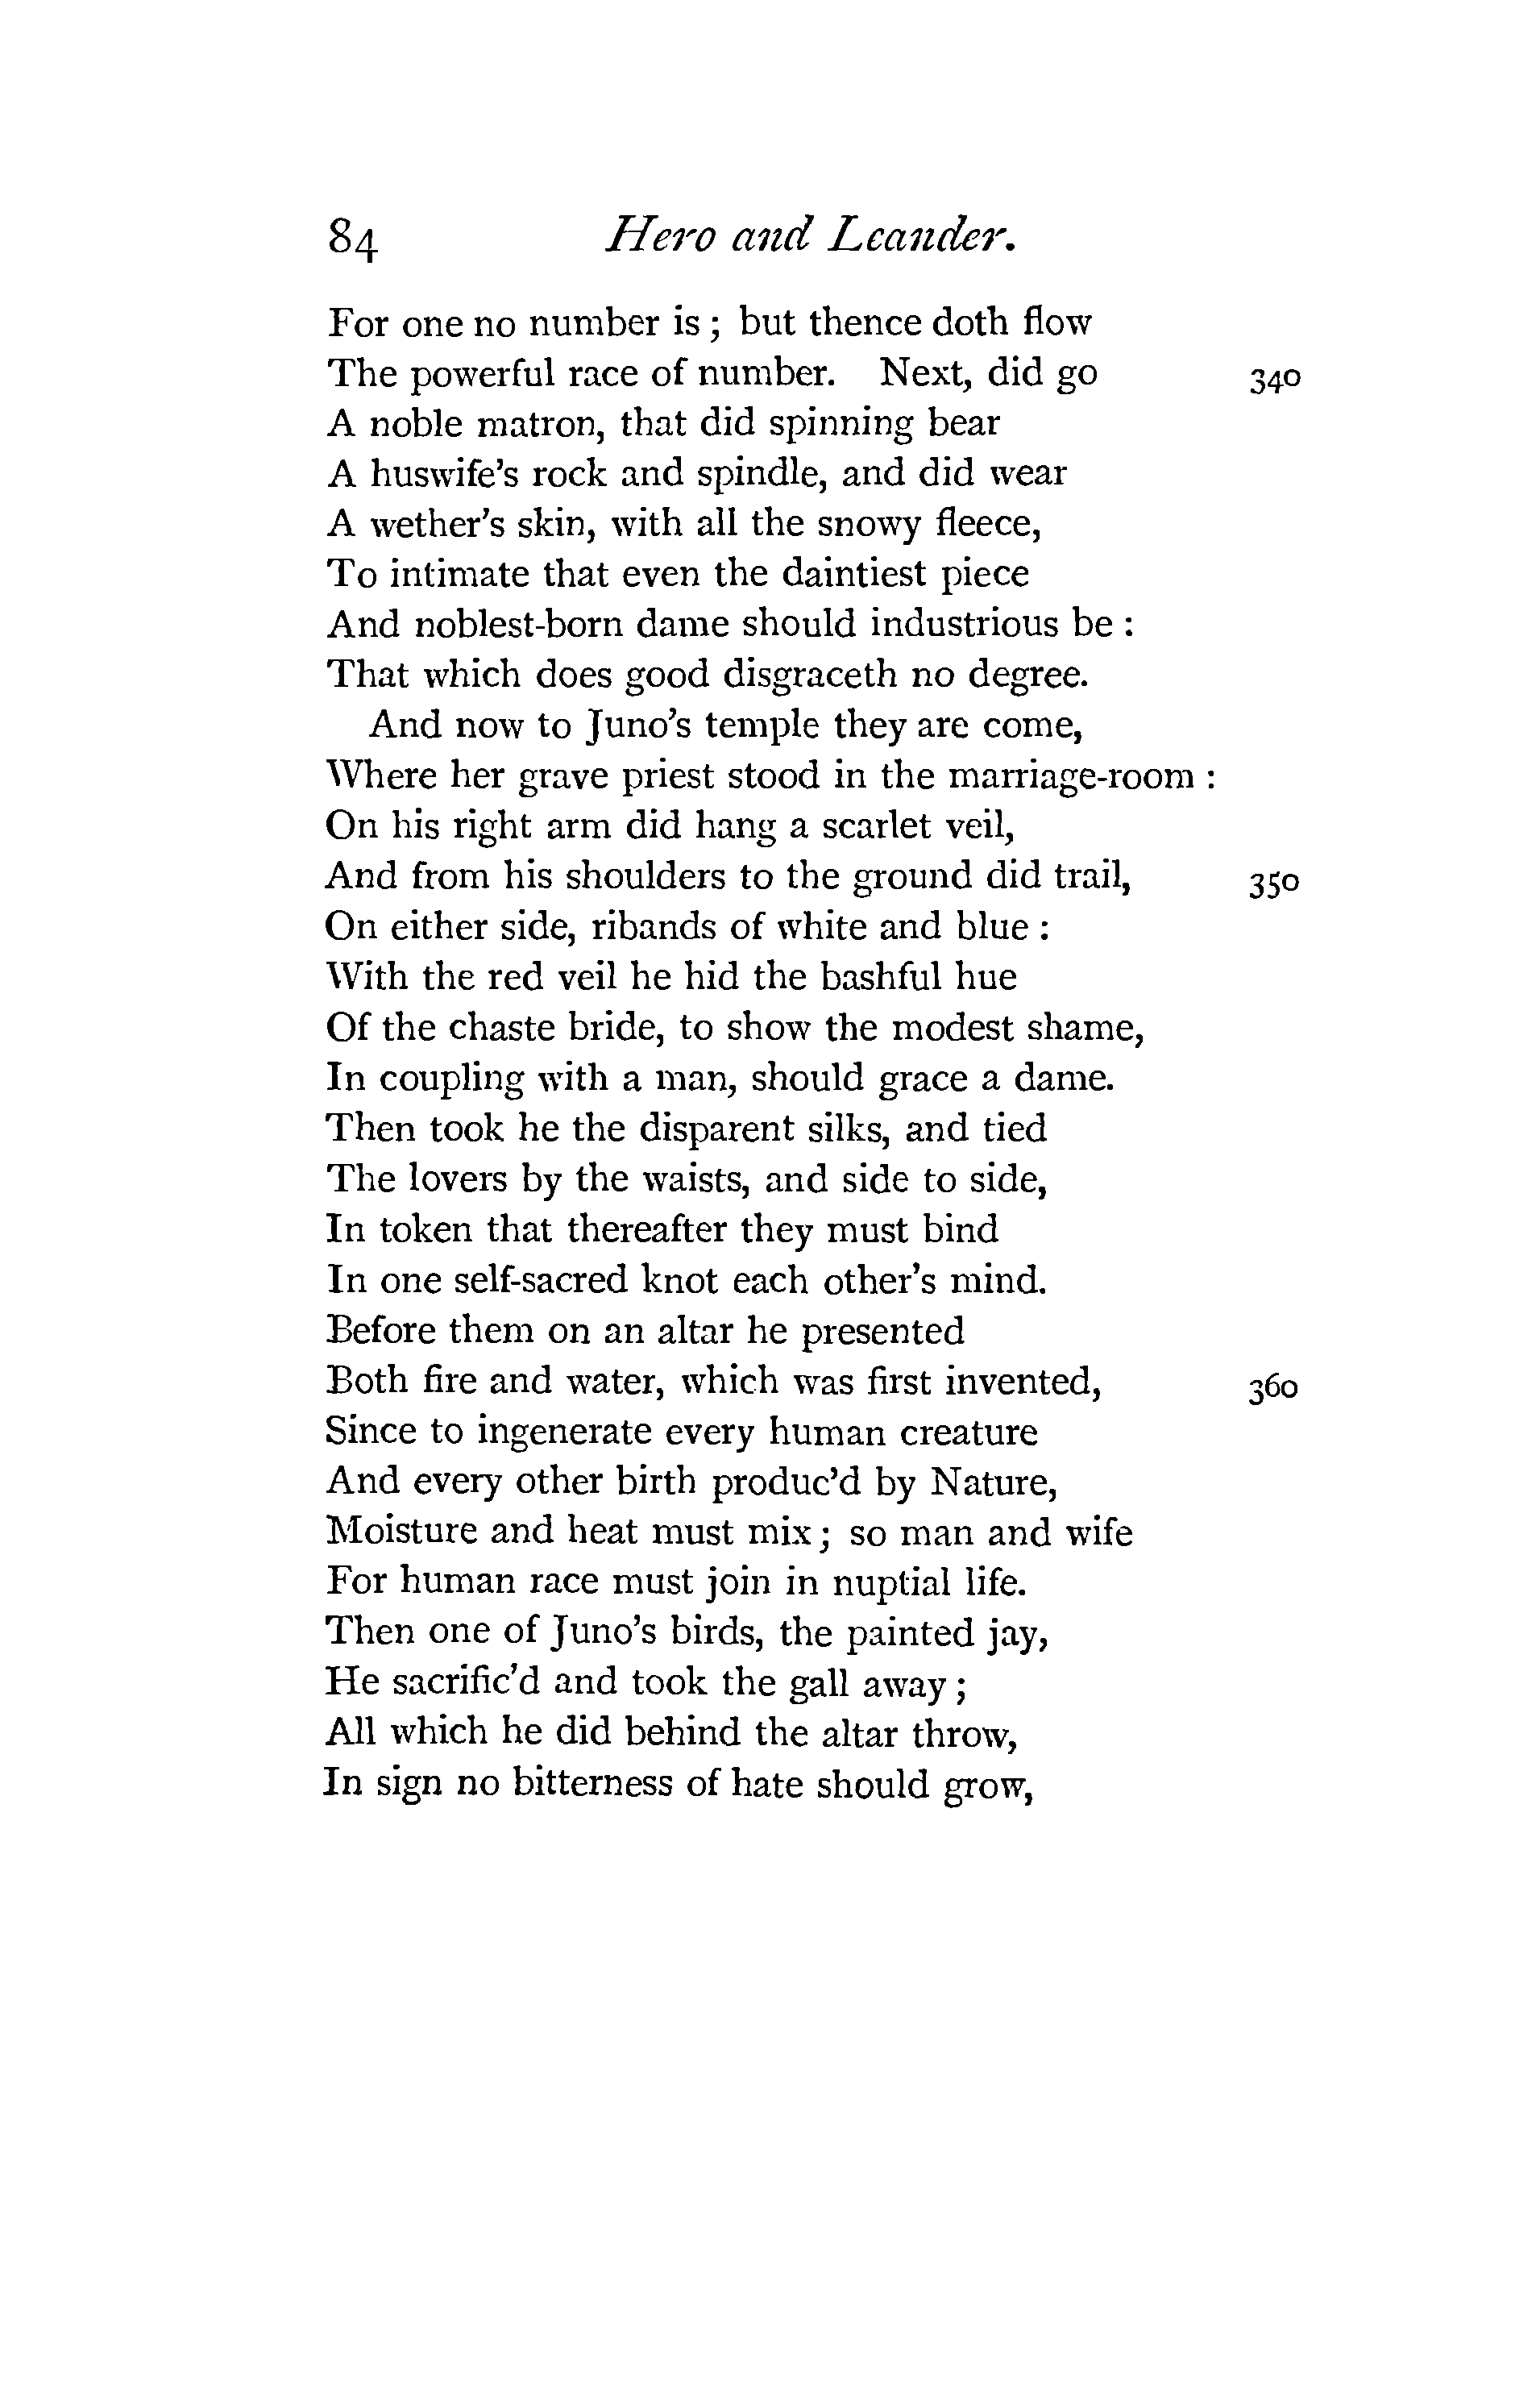 84 Hero and Leander.
For one no number is ; but thence doth flow
The powerful race of number. Next, did go 340
A noble matron, that did spinning bear
A huswife's rock and spindle, and did wear
A wether's skin, with all the snowy fleece,
To intimate that even the daintiest piece
And noblest-born dame should industrious be :
That which does good disgraceth no degree.
And now to Juno's temple they are come,
Where her grave priest stood in the marriage-room :
On his right arm did hang a scarlet veil,
And from his shoulders to the ground did trail, 350
On either side, ribands of white and blue :
With the red veil he hid the bashful hue
Of the chaste bride, to show the modest shame,
In coupling with a man, should grace a dame.
Then took he the disparent silks, and tied
The lovers by the waists, and side to side,
In token that thereafter they must bind
In one self-sacred knot each other's mind.
Before them on an altar he presented
Both fire and water, which was first invented, 360
Since to ingenerate every human creature
And every other birth produc'd by Nature,
Moisture and heat must mix ; so man and wife
For human race must join in nuptial life.
Then one of Juno's birds, the painted jay,
He sacrific'd and took the gall away ;
All which he did behind the altar throw,
In sign no bitterness of hate should grow,